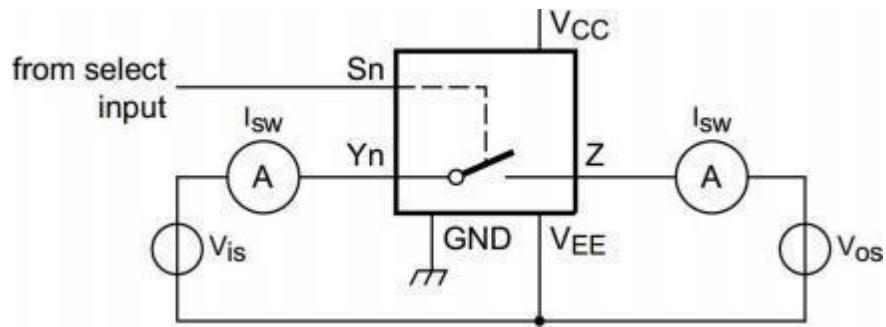 VCC
from select
input
Sn
Isw
Yn
Z
Isw
A
A
Vis
GND
VEE
Vos